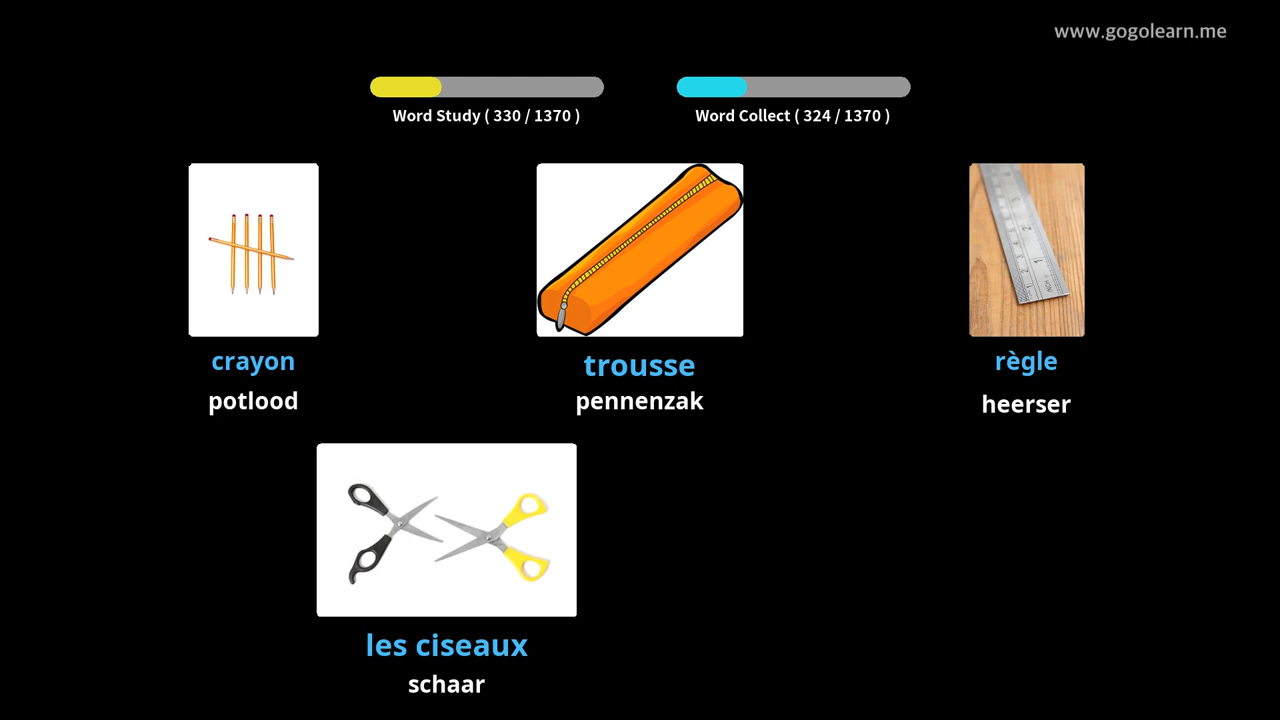 www.gogolearn.me
Word Study ( 330 / 1370 )
Word Collect ( 324 / 1370 )
crayon
potlood
trousse
pennenzak
règle
heerser
les ciseaux
schaar